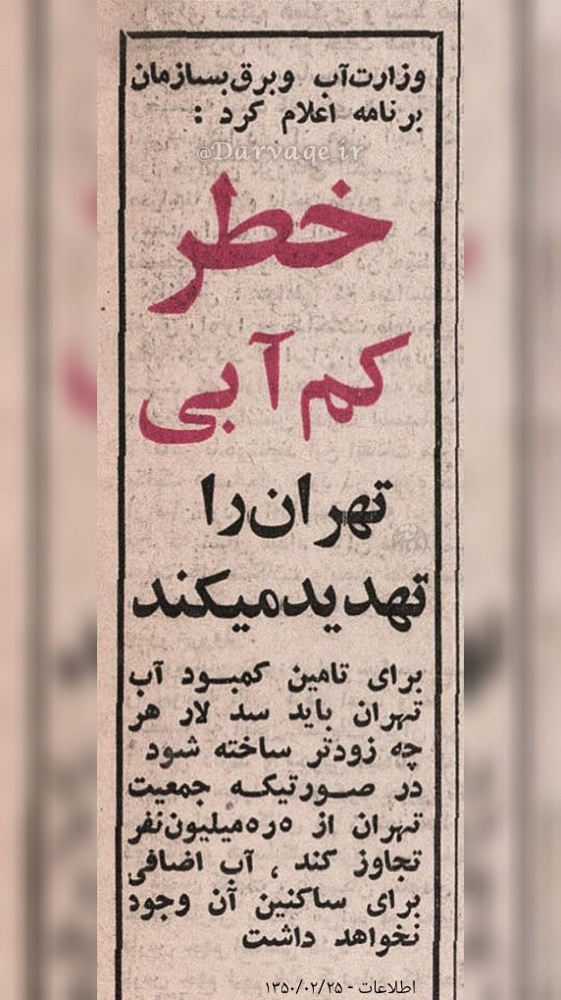 وزارت‌آب وبرق‌بسازمان
برنامه اعلام کرد :
@Darvaqe.ir
خطر
کم‌آبی
تهران‌را
تهدیدمیکند
برای تامین کمبود آب
تهران باید سد لار هر
چه زودتر ساخته شود
در صورتیکه جمعیت
تهران از ۵ر۵میلیون‌نفر
تجاوز کند ، آب اضافی
برای ساکنین آن وجود
نخواهد داشت
اطلاعات - ۱۳۵۰/۰۲/۲۵